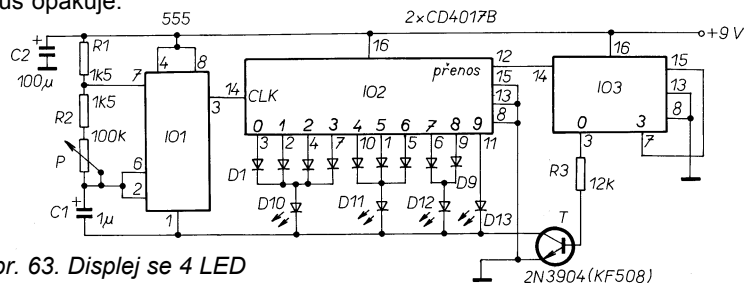 us opakuje.
555
2xCD4017B
+9 V
C2
+
100µ
R1
1k5
1k5
R2
100k
P
C1
+
1µ
4
8
7
3
6
2
1
IO1
14
CLK
16
IO2
přenos
12
15
13
8
0 1 2 3 4 5 6 7 8 9
3 2 4 7 10 1 5 6 9 11
D1
D9
D10
D11
D12
D13
14
16
IO3
15
13
8
0 3
3 7
R3
12k
T
2N3904(KF508)
br. 63. Displej se 4 LED